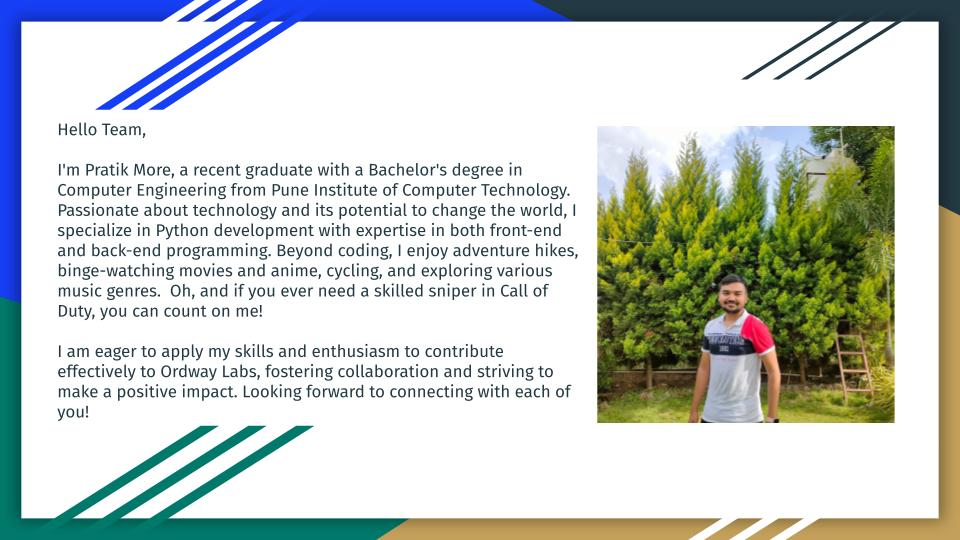 Hello Team,
I'm Pratik More, a recent graduate with a Bachelor's degree in
Computer Engineering from Pune Institute of Computer Technology.
Passionate about technology and its potential to change the world, I
specialize in Python development with expertise in both front-end
and back-end programming. Beyond coding, I enjoy adventure hikes,
binge-watching movies and anime, cycling, and exploring various
music genres.  Oh, and if you ever need a skilled sniper in Call of
Duty, you can count on me!
I am eager to apply my skills and enthusiasm to contribute
effectively to Ordway Labs, fostering collaboration and striving to
make a positive impact. Looking forward to connecting with each of
you!